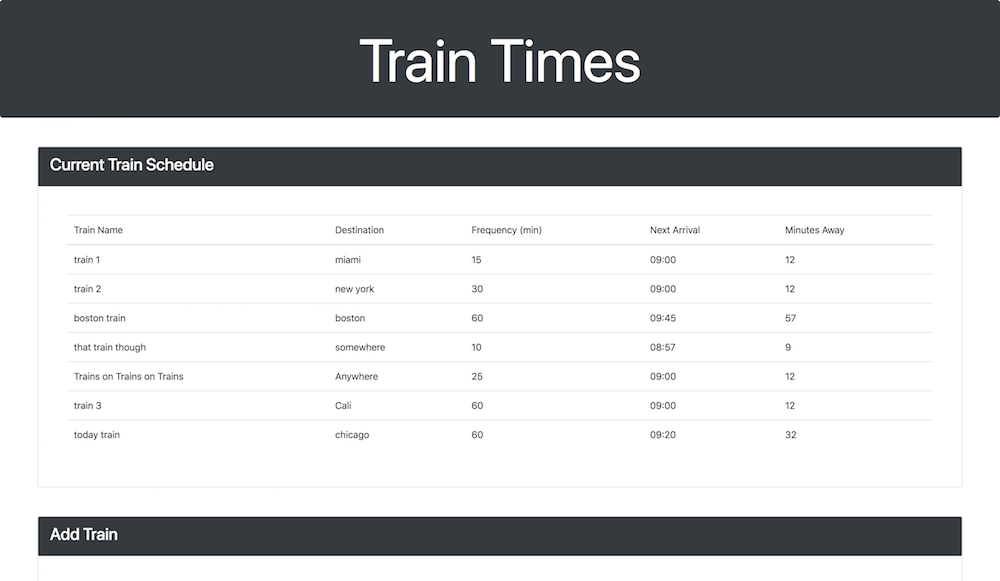 Train Times
Current Train Schedule
Train Name Destination Frequency (min) Next Arrival Minutes Away
train 1 miami 15 09:00 12
train 2 new york 30 09:00 12
boston train boston 60 09:45 57
that train though somewhere 10 08:57 9
Trains on Trains on Trains Anywhere 25 09:00 12
train 3 Cali 60 09:00 12
today train chicago 60 09:20 32
Add Train